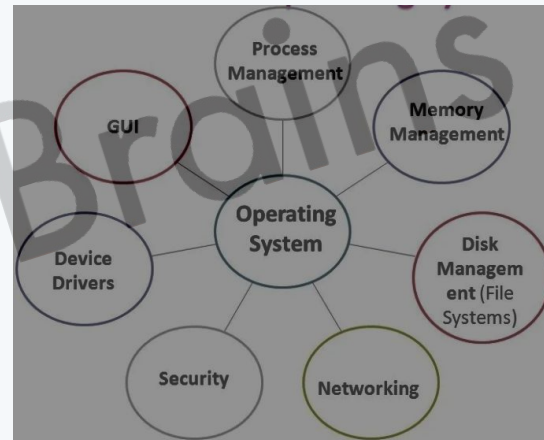 Brains
Process
Management
GUI
Memory
Management
Operating
System
Device
Drivers
Disk
Managem
ent (File
Systems)
Security
Networking